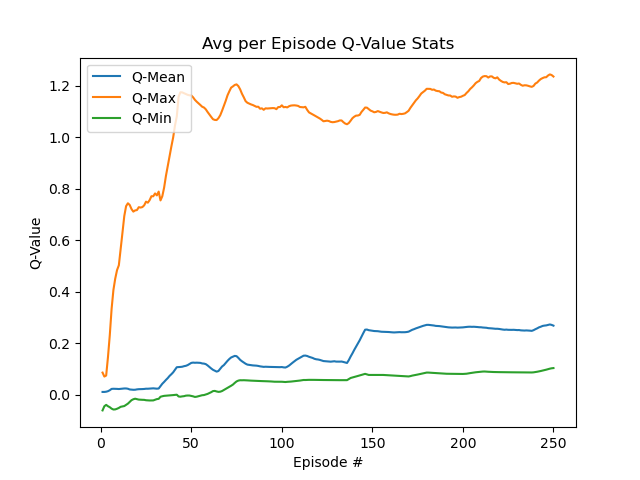 Avg per Episode Q-Value Stats
Q-Mean
Q-Max
Q-Min
Q-Value
1.2
1.0
0.8
0.6
0.4
0.2
0.0
0 50 100 150 200 250
Episode #